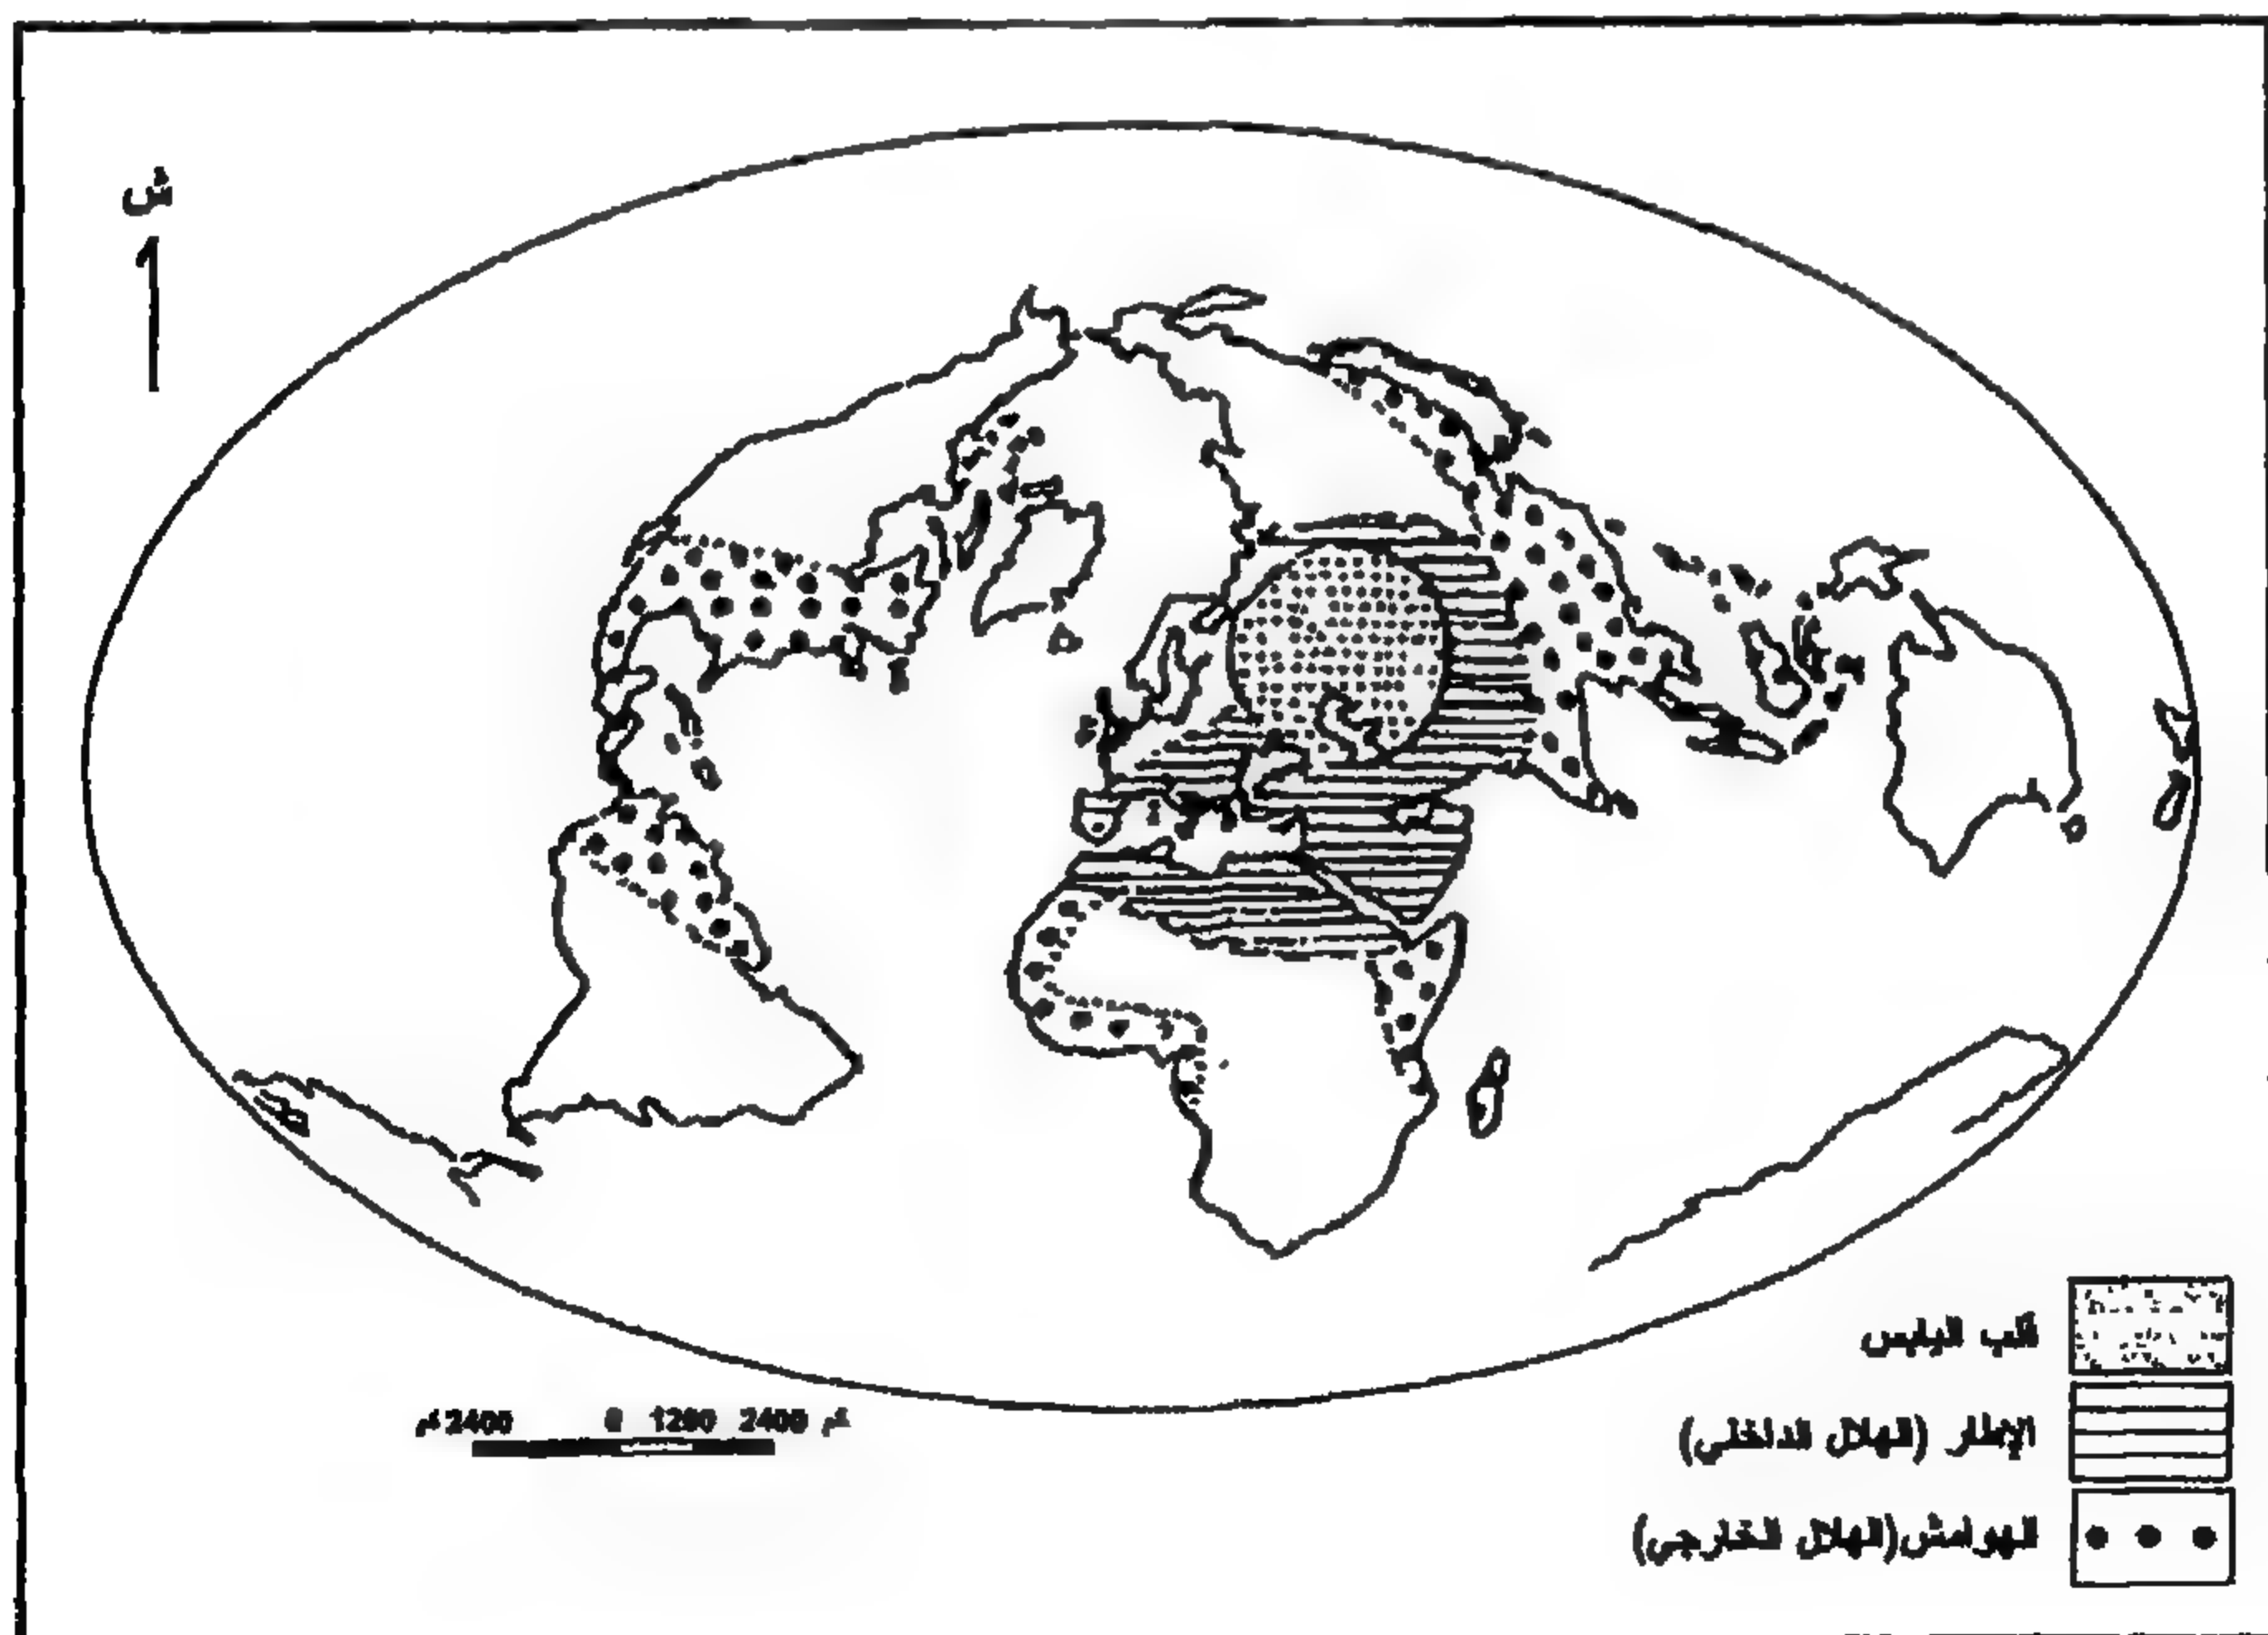 ش
كم 2400 0 1200 2400 كم
قلب اليابس
الإطار (الهلال الداخلي)
الهوامش (الهلال الخارجي)